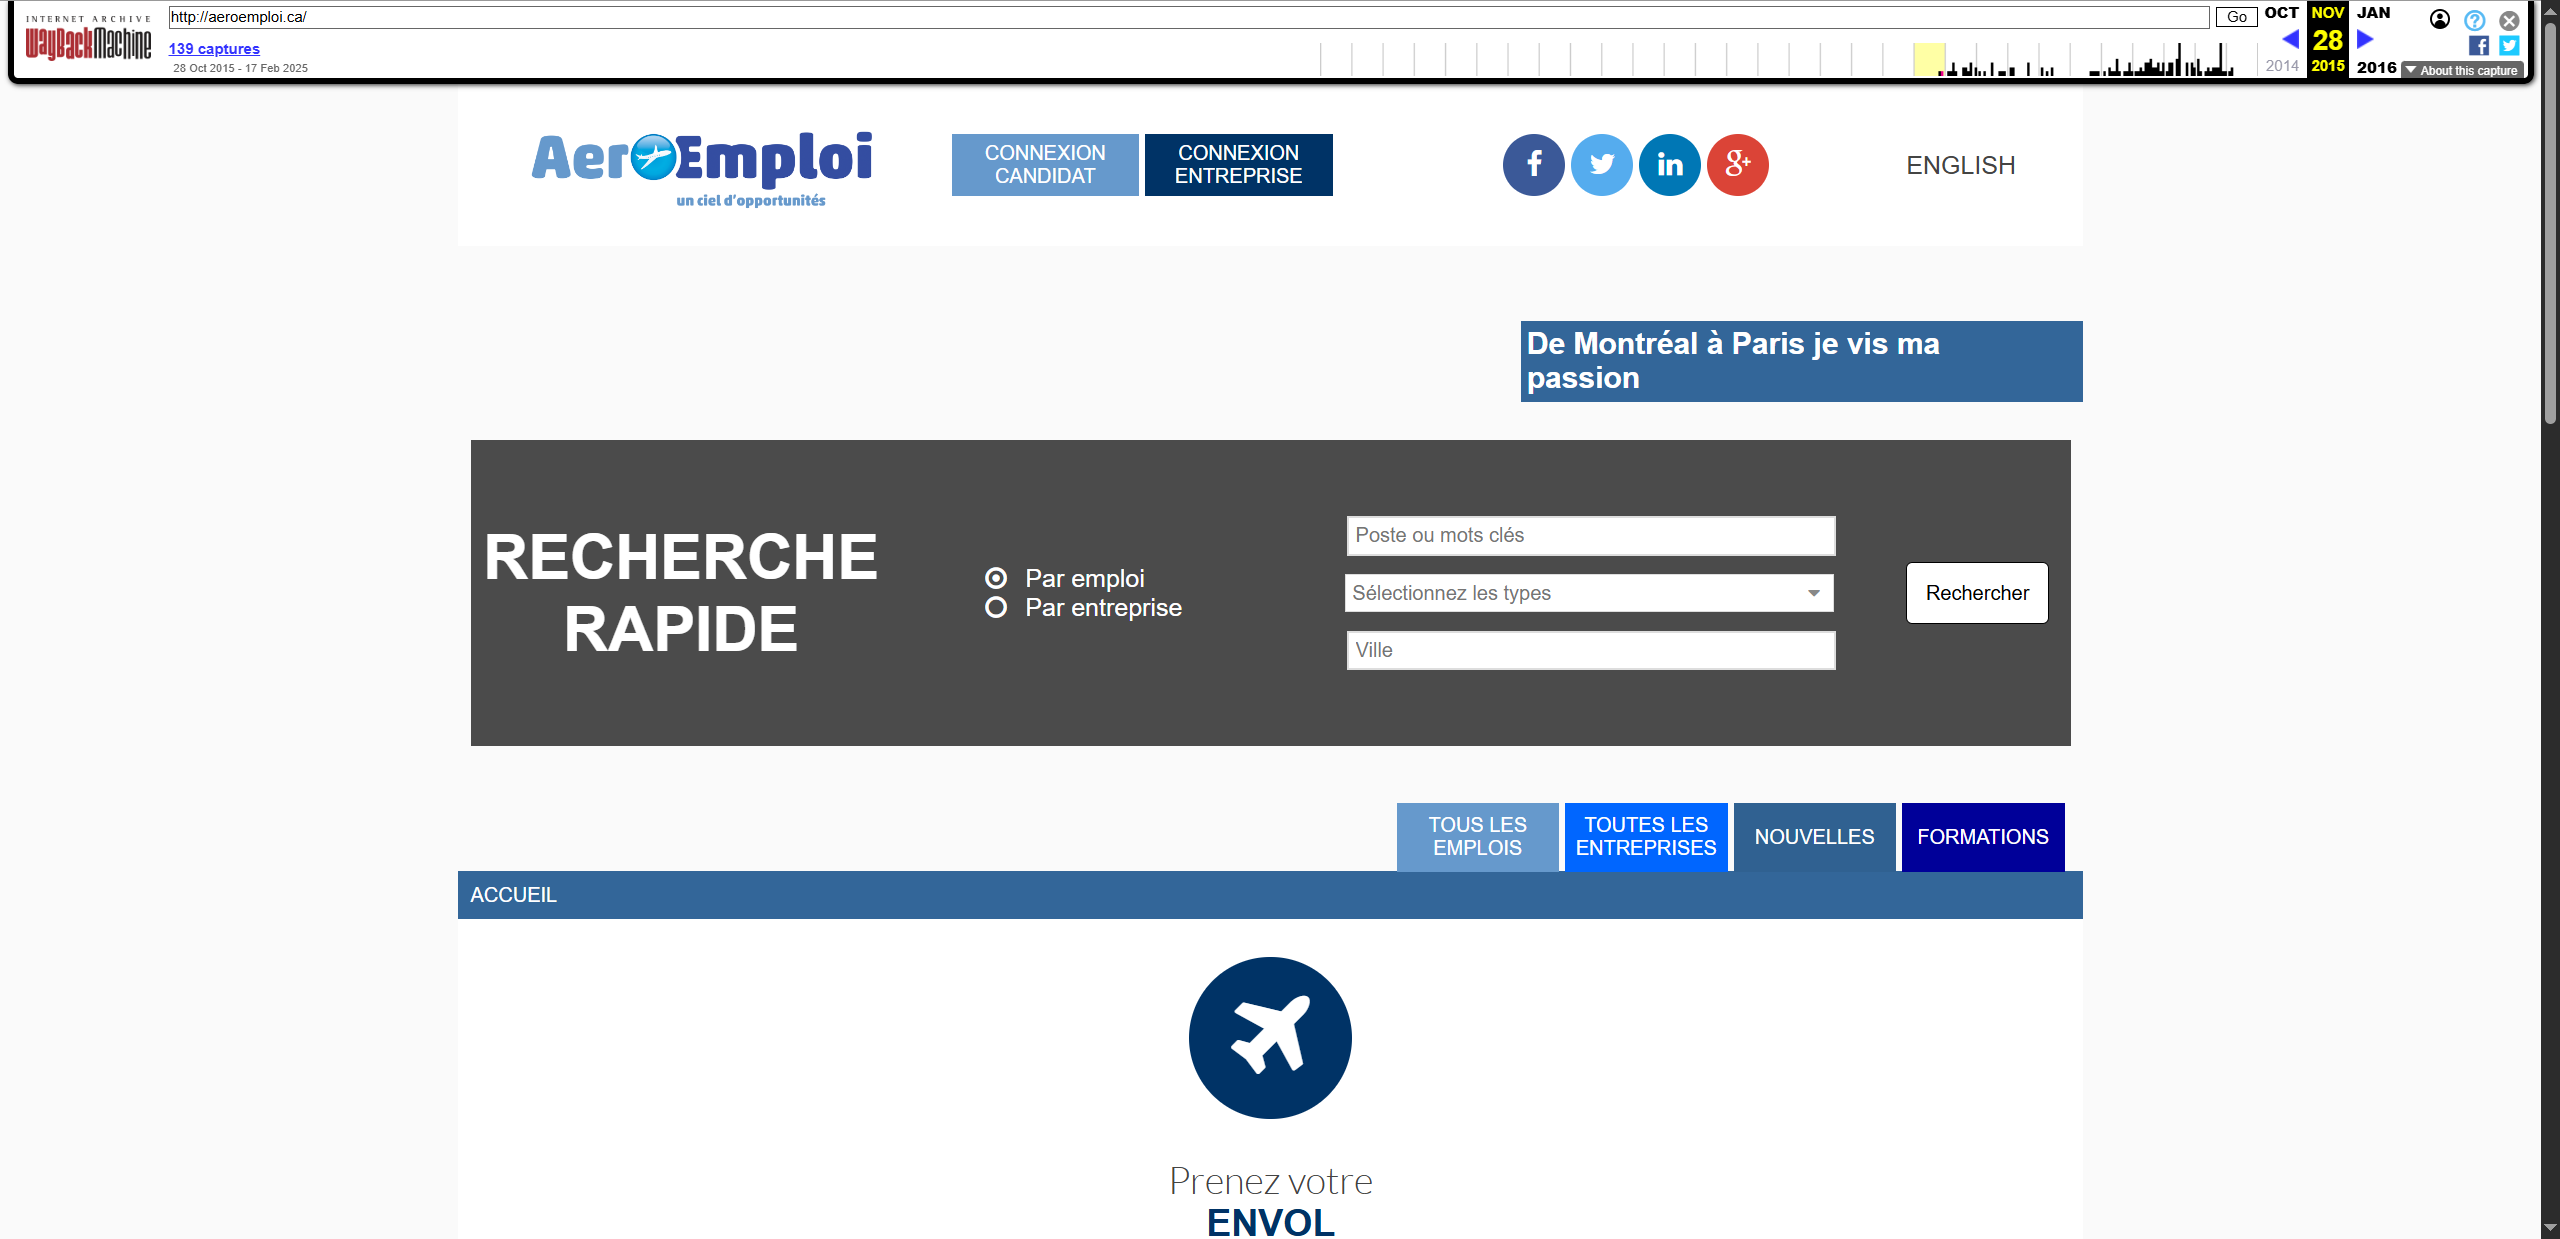 INTERNET ARCHIVE
WayBackMachine
http://aeroemploi.ca/
Go
OCT
NOV
JAN
139 captures
28
28 Oct 2015 - 17 Feb 2025
2014
2015
2016
About this capture
AeroEmploi
un ciel d'opportunités
CONNEXION
CANDIDAT
CONNEXION
ENTREPRISE
ENGLISH
De Montréal à Paris je vis ma
passion
RECHERCHE
RAPIDE
Par emploi
Par entreprise
Poste ou mots clés
Sélectionnez les types
Ville
Rechercher
TOUS LES
EMPLOIS
TOUTES LES
ENTREPRISES
NOUVELLES
FORMATIONS
ACCUEIL
Prenez votre
ENVOL